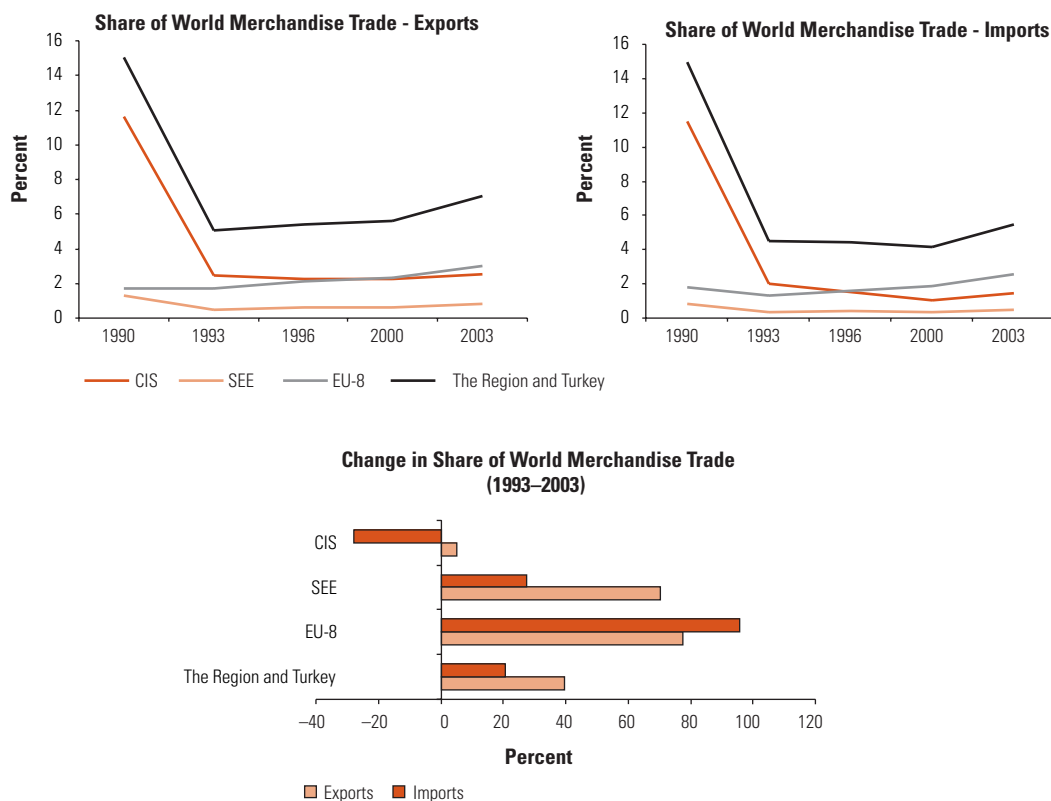 Share of World Merchandise Trade - Exports
16
14
12
10
8
6
4
2
0
Percent
1990 1993 1996 2000 2003
Share of World Merchandise Trade - Imports
16
14
12
10
8
6
4
2
0
Percent
1990 1993 1996 2000 2003
CIS SEE EU-8 The Region and Turkey
Change in Share of World Merchandise Trade
(1993–2003)
CIS
SEE
EU-8
The Region and Turkey
–40 –20 0 20 40 60 80 100 120
Percent
Exports Imports